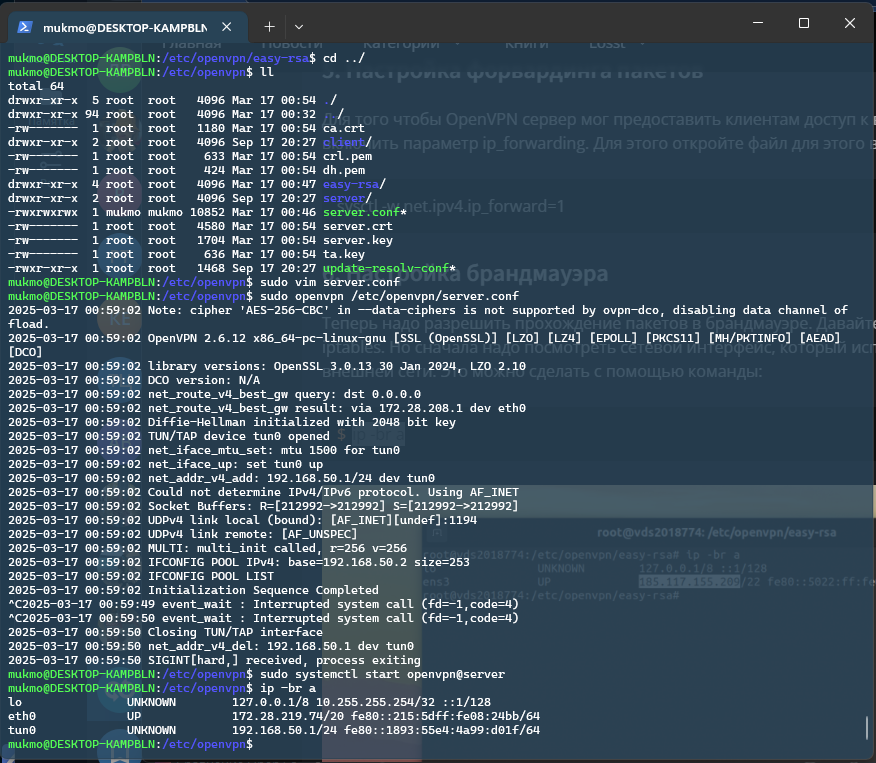 mukmo@DESKTOP-KAMPBLN
mukmo@DESKTOP-KAMPBLN:/etc/openvpn/easy-rsa$ cd ../
mukmo@DESKTOP-KAMPBLN:/etc/openvpn$ ll
total 64
drwxr-xr-x  5 root  root   4096 Mar 17 00:54 ./
drwxr-xr-x 94 root  root   4096 Mar 17 00:32 ../
-rw-------  1 root  root   1180 Mar 17 00:54 ca.crt
drwxr-xr-x  2 root  root   4096 Sep 17 20:27 client/
-rw-------  1 root  root    633 Mar 17 00:54 crl.pem
-rw-------  1 root  root    424 Mar 17 00:54 dh.pem
drwxr-xr-x  4 root  root   4096 Mar 17 00:47 easy-rsa/
drwxr-xr-x  2 root  root   4096 Sep 17 20:27 server/
-rwxrwxrwx  1 mukmo mukmo 10852 Mar 17 00:46 server.conf*
-rw-------  1 root  root   4580 Mar 17 00:54 server.crt
-rw-------  1 root  root   1704 Mar 17 00:54 server.key
-rw-------  1 root  root    636 Mar 17 00:54 ta.key
-rwxr-xr-x  1 root  root   1468 Sep 17 20:27 update-resolv-conf*
mukmo@DESKTOP-KAMPBLN:/etc/openvpn$ sudo vim server.conf
mukmo@DESKTOP-KAMPBLN:/etc/openvpn$ sudo openvpn /etc/openvpn/server.conf
2025-03-17 00:59:02 Note: cipher 'AES-256-CBC' in --data-ciphers is not supported by ovpn-dco, disabling data channel of
fload.
2025-03-17 00:59:02 OpenVPN 2.6.12 x86_64-pc-linux-gnu [SSL (OpenSSL)] [LZO] [LZ4] [EPOLL] [PKCS11] [MH/PKTINFO] [AEAD]
[DCO]
2025-03-17 00:59:02 library versions: OpenSSL 3.0.13 30 Jan 2024, LZO 2.10
2025-03-17 00:59:02 DCO version: N/A
2025-03-17 00:59:02 net_route_v4_best_gw query: dst 0.0.0.0
2025-03-17 00:59:02 net_route_v4_best_gw result: via 172.28.208.1 dev eth0
2025-03-17 00:59:02 Diffie-Hellman initialized with 2048 bit key
2025-03-17 00:59:02 TUN/TAP device tun0 opened
2025-03-17 00:59:02 net_iface_mtu_set: mtu 1500 for tun0
2025-03-17 00:59:02 net_iface_up: set tun0 up
2025-03-17 00:59:02 net_addr_v4_add: 192.168.50.1/24 dev tun0
2025-03-17 00:59:02 Could not determine IPv4/IPv6 protocol. Using AF_INET
2025-03-17 00:59:02 Socket Buffers: R=[212992->212992] S=[212992->212992]
2025-03-17 00:59:02 UDPv4 link local (bound): [AF_INET][undef]:1194
2025-03-17 00:59:02 UDPv4 link remote: [AF_UNSPEC]
2025-03-17 00:59:02 MULTI: multi_init called, r=256 v=256
2025-03-17 00:59:02 IFCONFIG POOL IPv4: base=192.168.50.2 size=253
2025-03-17 00:59:02 IFCONFIG POOL LIST
2025-03-17 00:59:02 Initialization Sequence Completed
^C2025-03-17 00:59:49 event_wait : Interrupted system call (fd=-1,code=4)
^C2025-03-17 00:59:50 event_wait : Interrupted system call (fd=-1,code=4)
2025-03-17 00:59:50 Closing TUN/TAP interface
2025-03-17 00:59:50 net_addr_v4_del: 192.168.50.1 dev tun0
2025-03-17 00:59:50 SIGINT[hard,] received, process exiting
mukmo@DESKTOP-KAMPBLN:/etc/openvpn$ sudo systemctl start openvpn@server
mukmo@DESKTOP-KAMPBLN:/etc/openvpn$ ip -br a
lo               UNKNOWN        127.0.0.1/8 10.255.255.254/32 ::1/128
eth0             UP             172.28.219.74/20 fe80::215:5dff:fe08:24bb/64
tun0             UNKNOWN        192.168.50.1/24 fe80::1893:55e4:4a99:d01f/64
mukmo@DESKTOP-KAMPBLN:/etc/openvpn$